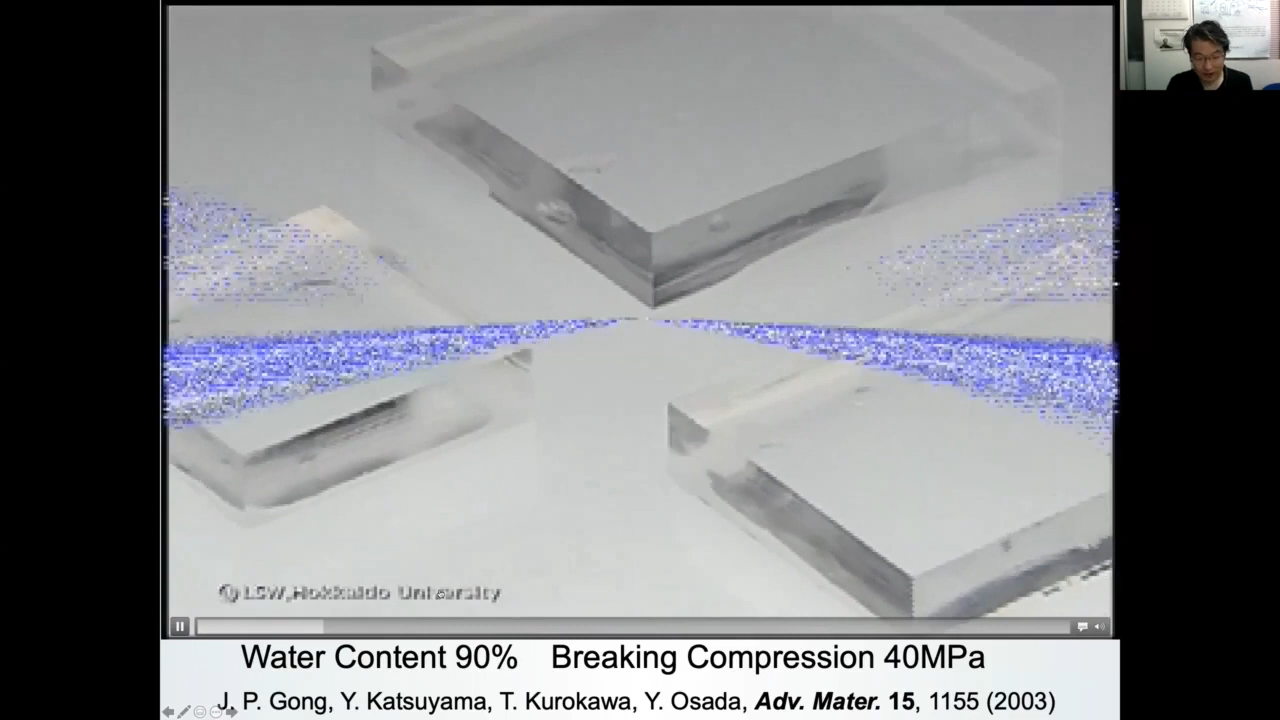 © LSW,Hokkaido University
Water Content 90% Breaking Compression 40MPa
J. P. Gong, Y. Katsuyama, T. Kurokawa, Y. Osada, Adv. Mater. 15, 1155 (2003)